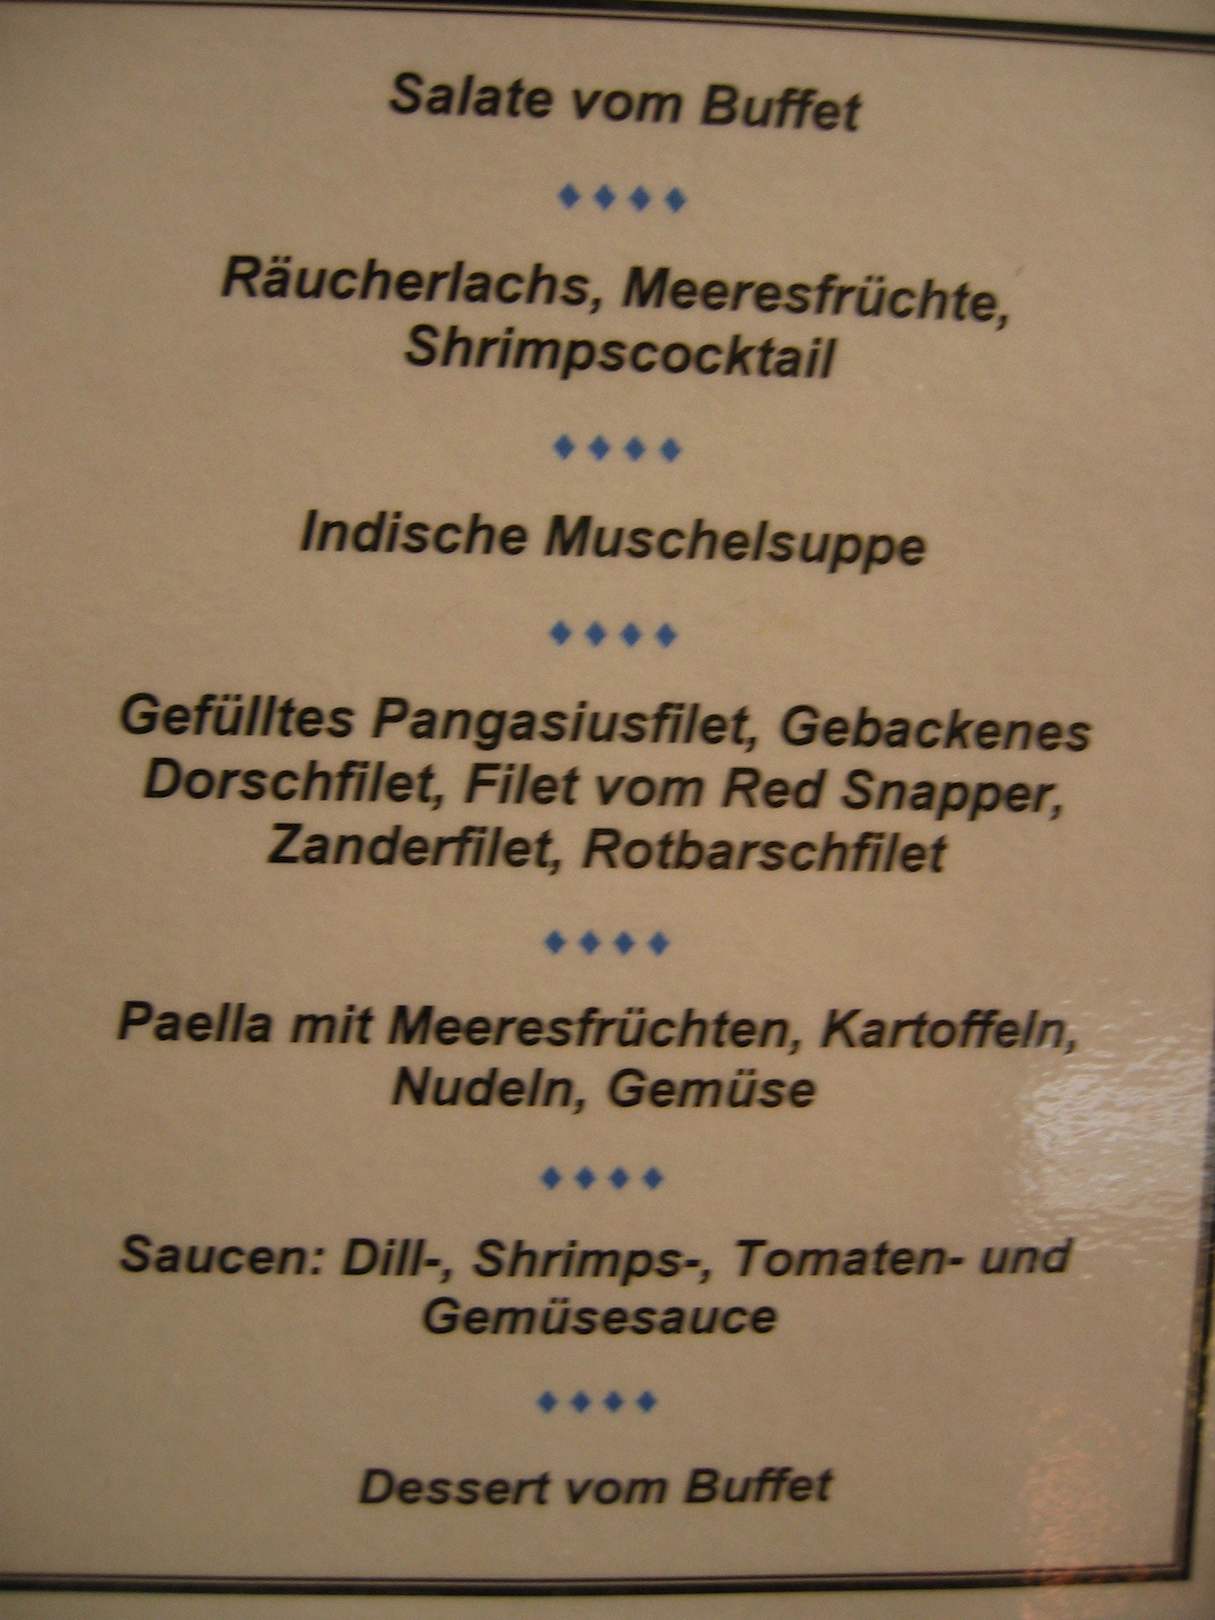 Salate vom Buffet
Räucherlachs, Meeresfrüchte,
Shrimpscocktail
Indische Muschelsuppe
Gefülltes Pangasiusfilet, Gebackenes
Dorschfilet, Filet vom Red Snapper,
Zanderfilet, Rotbarschfilet
Paella mit Meeresfrüchten, Kartoffeln,
Nudeln, Gemüse
Saucen: Dill-, Shrimps-, Tomaten- und
Gemüsesauce
Dessert vom Buffet